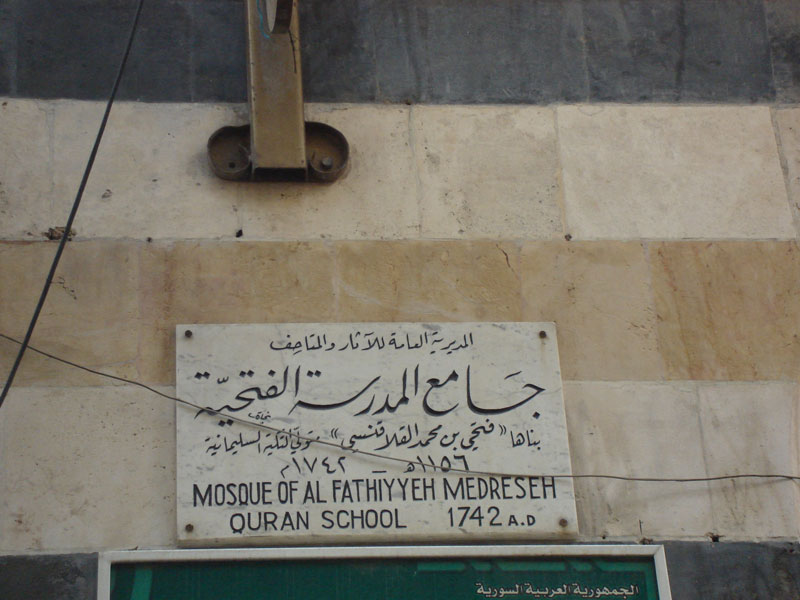 المديرية العامة للآثار والمتاحف
جامع المدرسة الفتحية
بناها «فتحي بن محمد القلاقنسي» متولي التكية السليمانية
١١٥٦هـ - ١٧٤٢م
MOSQUE OF AL FATHIYYEH MEDRESEH
QURAN SCHOOL 1742 A.D
الجمهورية العربية السورية